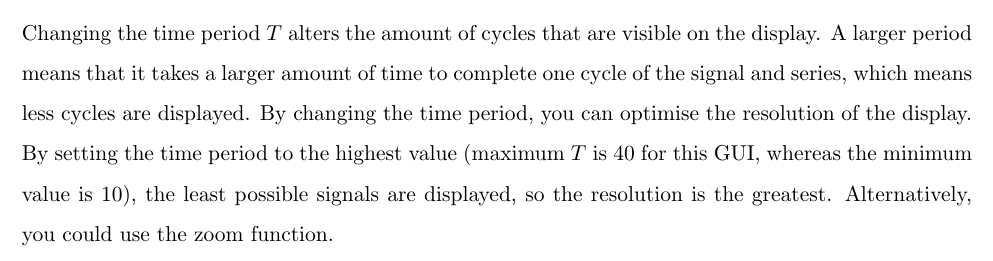 Changing the time period T alters the amount of cycles that are visible on the display. A larger period
means that it takes a larger amount of time to complete one cycle of the signal and series, which means
less cycles are displayed. By changing the time period, you can optimise the resolution of the display.
By setting the time period to the highest value (maximum T is 40 for this GUI, whereas the minimum
value is 10), the least possible signals are displayed, so the resolution is the greatest. Alternatively,
you could use the zoom function.